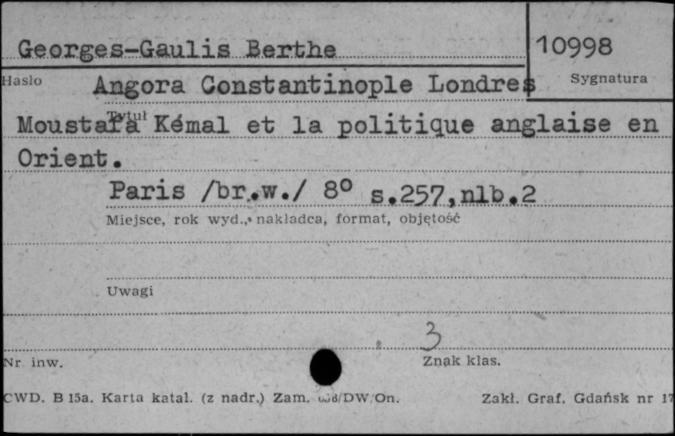 Georges-Gaulis Berthe
10998
Hasło
Angora Constantinople Londres
Sygnatura
Tytuł
Moustafa Kémal et la politique anglaise en
Orient.
Paris /br.w./ 8° s.257,nlb.2
Miejsce, rok wyd., nakładca, format, objętość
Uwagi
3
Nr inw.
Znak klas.
CWD. B 15a. Karta katal. (z nadr.) Zam. /DW/On.
Zakł. Graf. Gdańsk nr 17